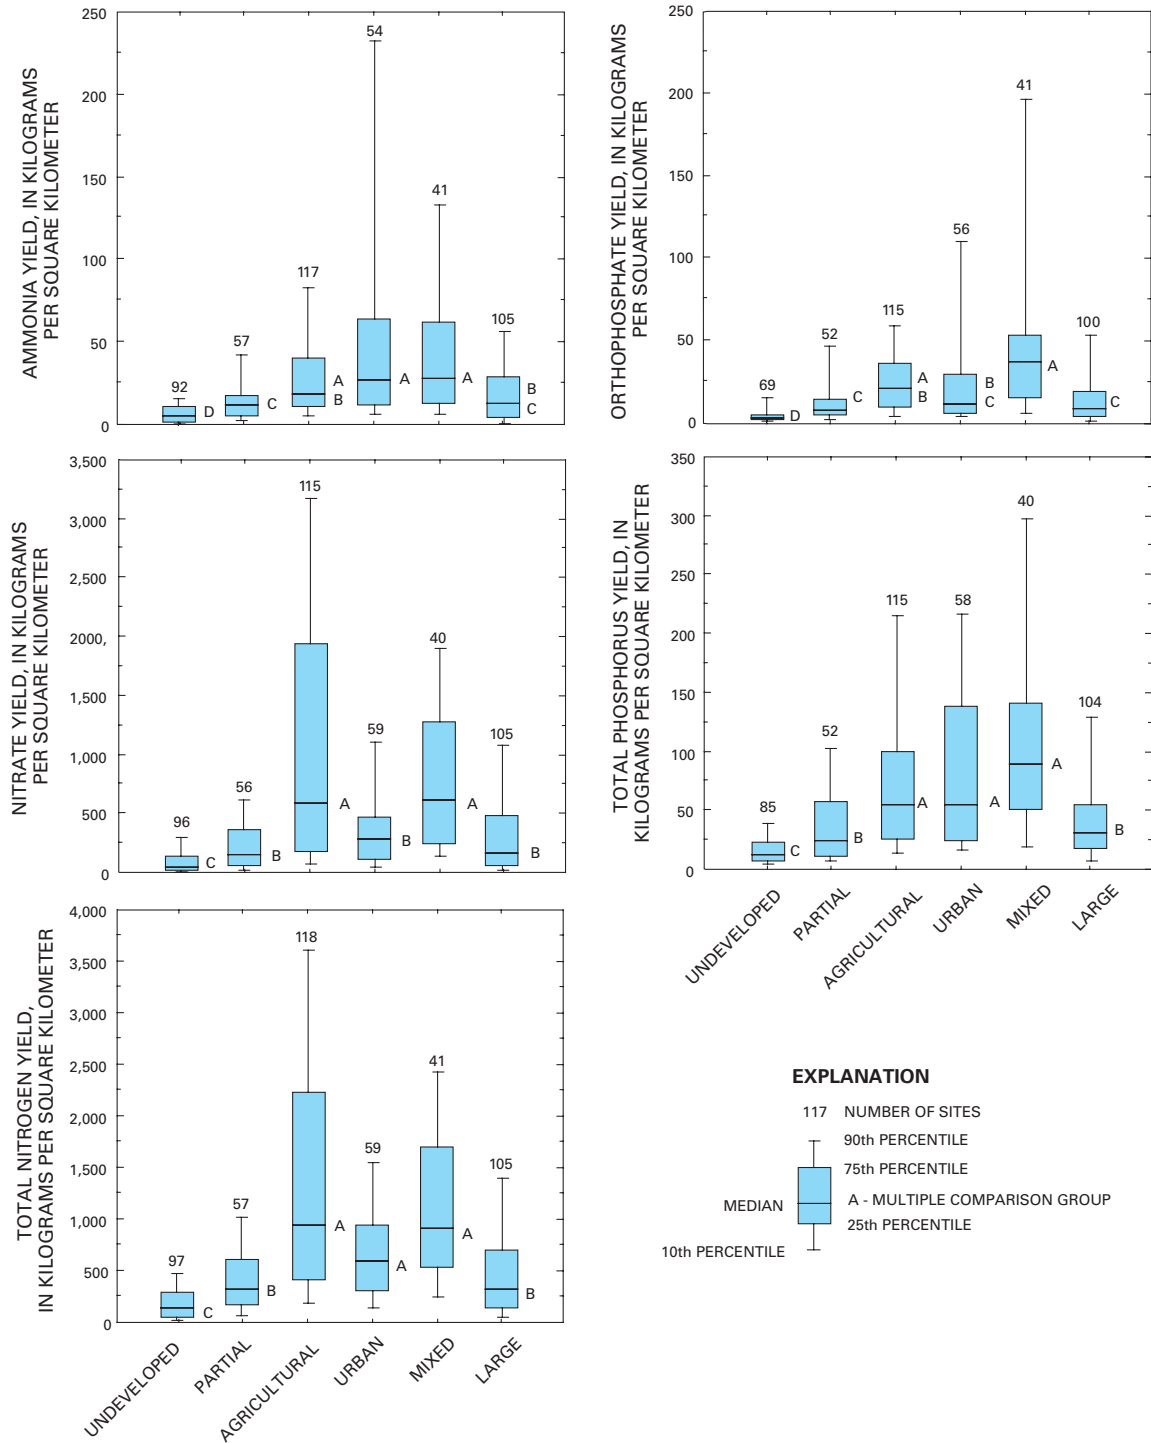 AMMONIA YIELD, IN KILOGRAMS
PER SQUARE KILOMETER
250
200
150
100
50
0
92
D
57
C
117
A
B
54
A
41
A
105
B
C
ORTHOPHOSPHATE YIELD, IN KILOGRAMS
PER SQUARE KILOMETER
250
200
150
100
50
0
69
D
52
C
115
A
B
56
B
C
41
A
100
C
NITRATE YIELD, IN KILOGRAMS
PER SQUARE KILOMETER
3,500
3,000
2,500
2000,
1,500
1,000
500
0
96
C
56
B
115
A
59
B
40
A
105
B
TOTAL PHOSPHORUS YIELD, IN
KILOGRAMS PER SQUARE KILOMETER
350
300
250
200
150
100
50
0
85
C
52
B
115
A
58
A
40
A
104
B
UNDEVELOPED
PARTIAL
AGRICULTURAL
URBAN
MIXED
LARGE
TOTAL NITROGEN YIELD,
IN KILOGRAMS PER SQUARE KILOMETER
4,000
3,500
3,000
2,500
2,000
1,500
1,000
500
0
97
C
57
B
118
A
59
A
41
A
105
B
UNDEVELOPED
PARTIAL
AGRICULTURAL
URBAN
MIXED
LARGE
EXPLANATION
117 NUMBER OF SITES
90th PERCENTILE
75th PERCENTILE
MEDIAN
A - MULTIPLE COMPARISON GROUP
25th PERCENTILE
10th PERCENTILE